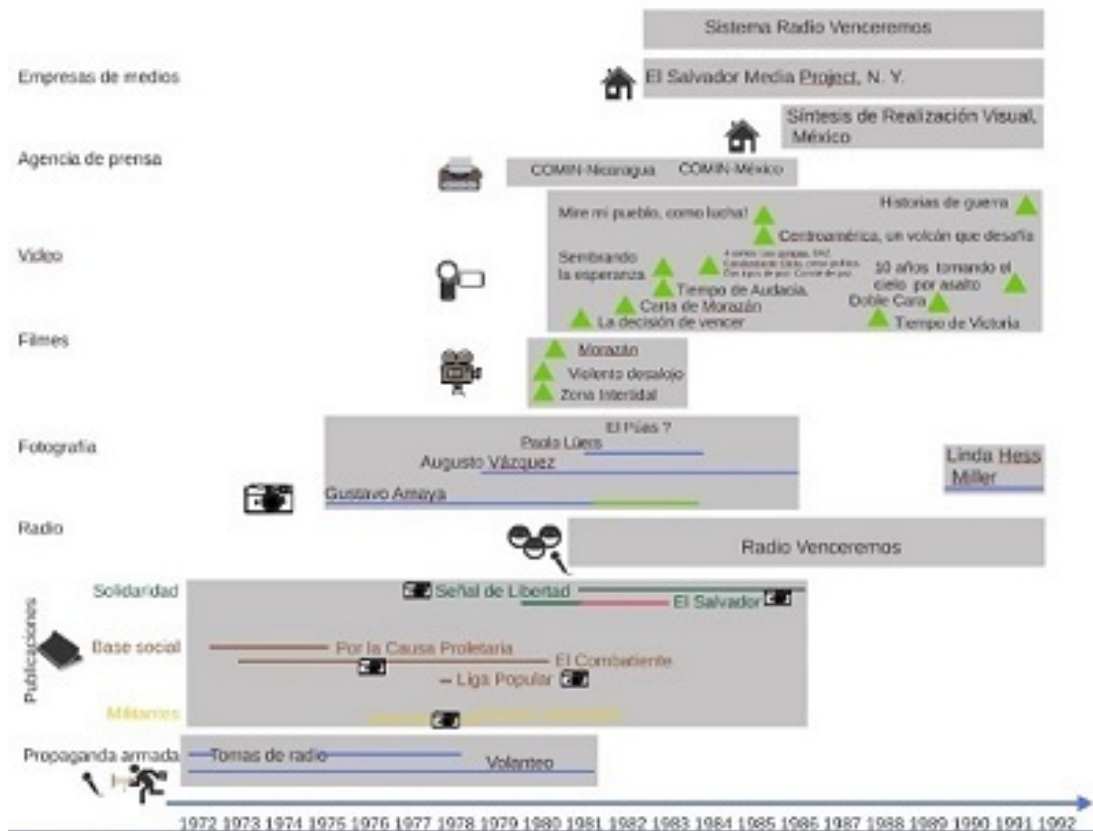 Sistema Radio Venceremos
Empresas de medios
El Salvador Media Project, N. Y.
Síntesis de Realización Visual,
México
Agencia de prensa
COMIN-Nicaragua COMIN-México
Historias de guerra
Mire mi pueblo, como lucha!
Centroamérica, un volcán que desafía
Video
Sembrando
la esperanza
10 años tomando el
cielo por asalto
Tiempo de Audacia,
Carta de Morazán
Doble Cara
La decisión de vencer
Tiempo de Victoria
Filmes
Morazán
Violento desalojo
Zona Intertidal
Fotografía
El Púas ?
Paolo Lüers
Augusto Vázquez
Linda Hess
Miller
Gustavo Amaya
Radio
Radio Venceremos
Publicaciones
Solidaridad
Señal de Libertad
El Salvador
Base social
Por la Causa Proletaria
El Combatiente
Liga Popular
Militantes
Propaganda armada
Tomas de radio
Volanteo
1972 1973 1974 1975 1976 1977 1978 1979 1980 1981 1982 1983 1984 1985 1986 1987 1988 1989 1990 1991 1992